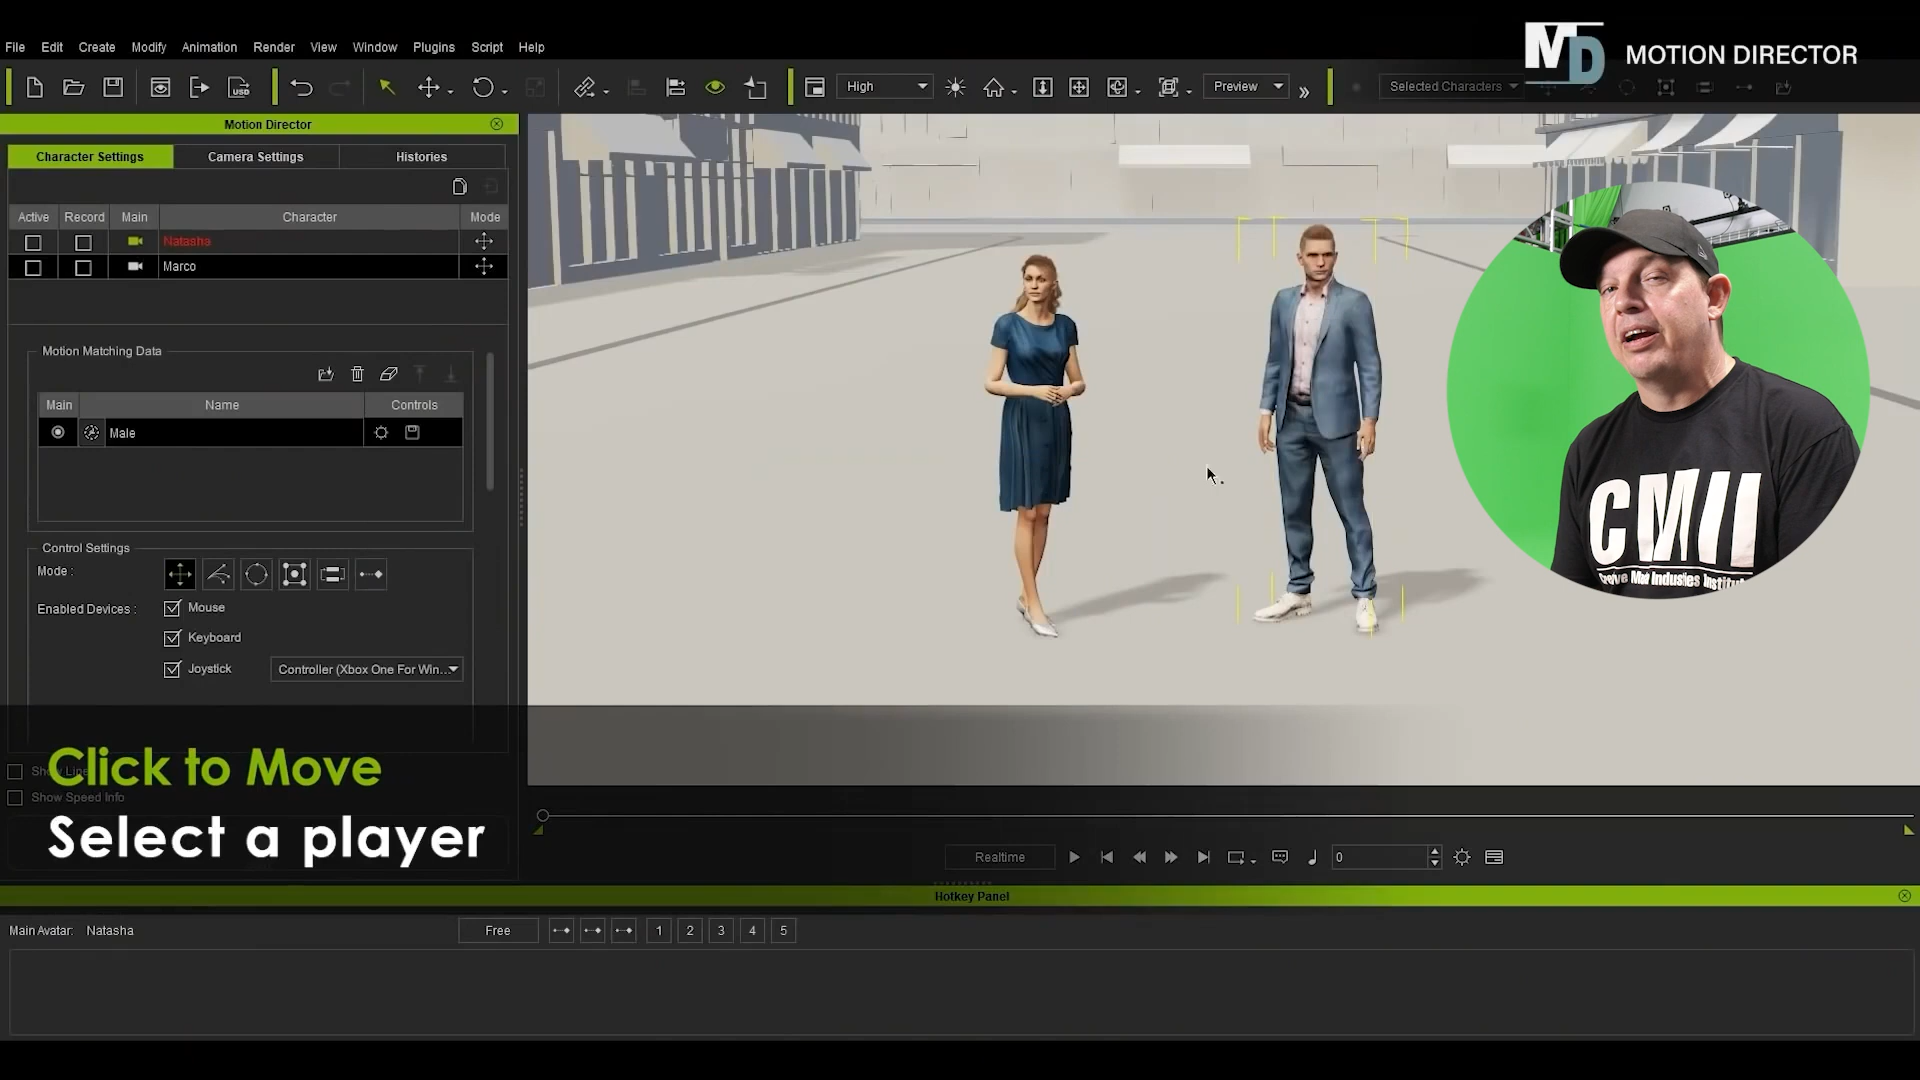 File Edit Create Modify Animation Render View Window Plugins Script Help
MD MOTION DIRECTOR
USD High Preview Selected Characters
Motion Director
Character Settings Camera Settings Histories
Active Record Main Character Mode
Natasha
Marco
Motion Matching Data
Main Name Controls
Male
Control Settings
Mode :
Enabled Devices : Mouse
Keyboard
Joystick Controller (Xbox One For Win...
CMII
Click to Move
Show Speed Info
Select a player
Realtime 0
Hotkey Panel
Main Avatar: Natasha Free 1 2 3 4 5